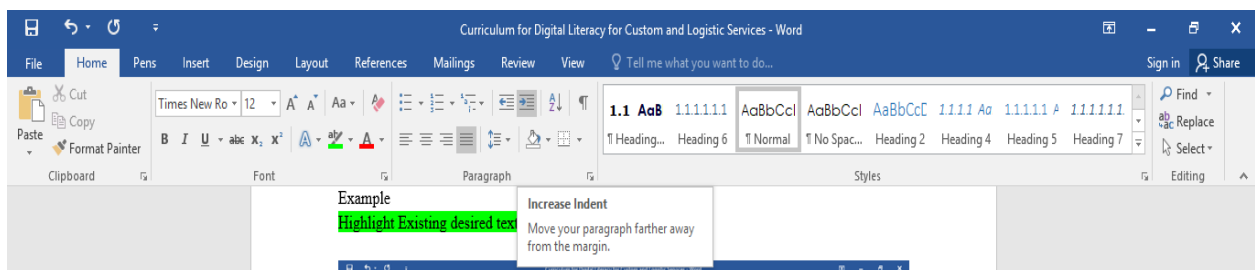 Curriculum for Digital Literacy for Custom and Logistic Services - Word
File Home Pens Insert Design Layout References Mailings Review View Tell me what you want to do... Sign in Share
Cut
Copy
Format Painter
Paste
Clipboard
Times New Ro 12 A A Aa
B I U abc X₂ X² A aby A
Font
Paragraph
1.1 AaB 1.1.1.1.1.1 AaBbCcI AaBbCcI AaBbCcD 1.1.1.1 Aa 1.1.1.1.1 A 1.1.1.1.1.1.
¶ Heading... Heading 6 ¶ Normal ¶ No Spac... Heading 2 Heading 4 Heading 5 Heading 7
Styles
Find
Replace
Select
Editing
Example
Highlight Existing desired text
Increase Indent
Move your paragraph farther away
from the margin.